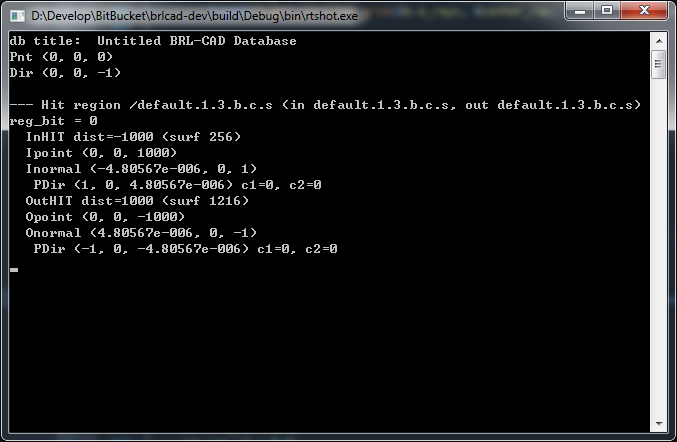 D:\Develop\BitBucket\brlcad-dev\build\Debug\bin\rtshot.exe
db title:  Untitled BRL-CAD Database
Pnt (0, 0, 0)
Dir (0, 0, -1)
--- Hit region /default.1.3.b.c.s (in default.1.3.b.c.s, out default.1.3.b.c.s)
reg_bit = 0
  InHIT dist=-1000 (surf 256)
  Ipoint (0, 0, 1000)
  Inormal (-4.80567e-006, 0, 1)
   PDir (1, 0, 4.80567e-006) c1=0, c2=0
  OutHIT dist=1000 (surf 1216)
  Opoint (0, 0, -1000)
  Onormal (4.80567e-006, 0, -1)
   PDir (-1, 0, -4.80567e-006) c1=0, c2=0